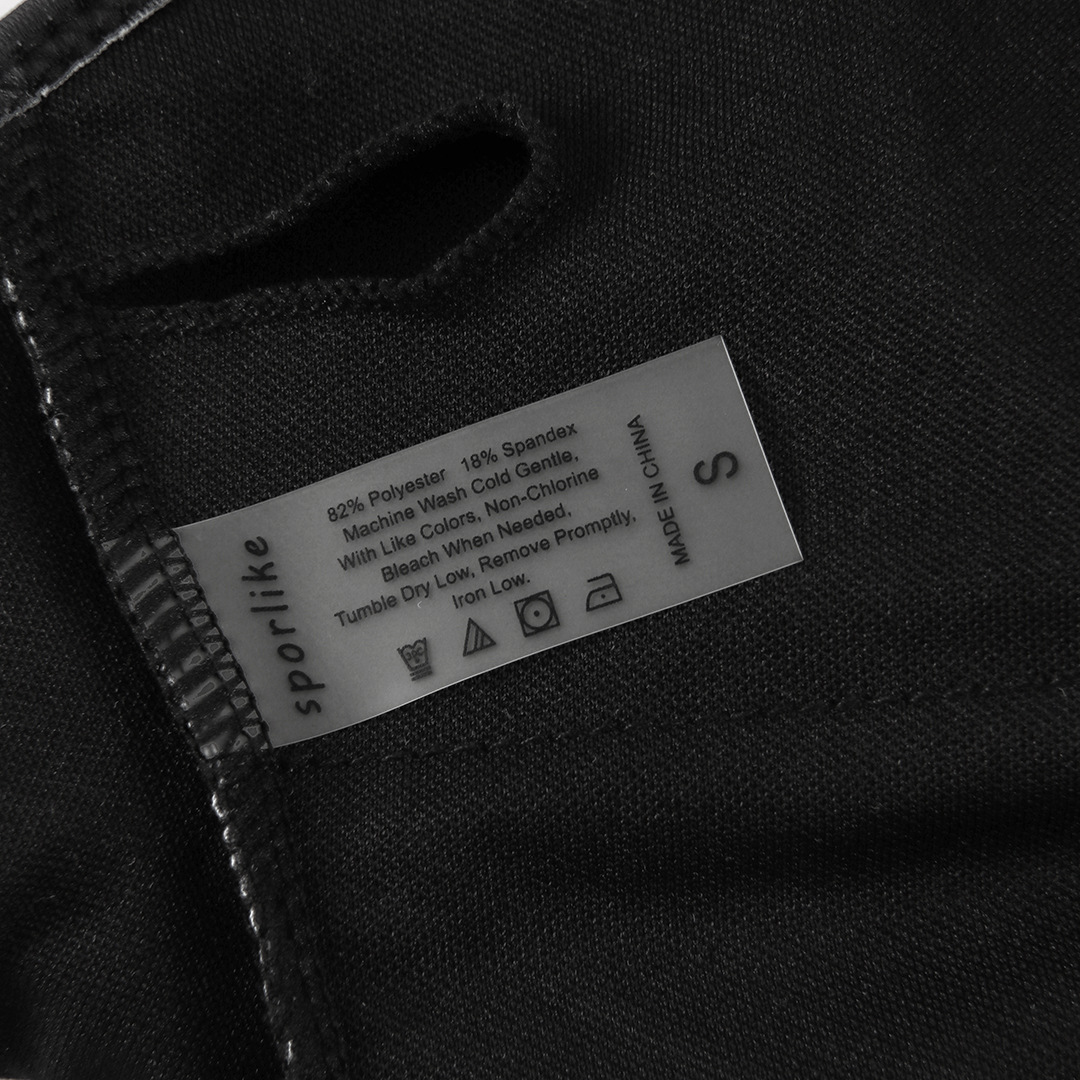 sporlike
82% Polyester 18% Spandex
Machine Wash Cold Gentle,
With Like Colors, Non-Chlorine
Bleach When Needed,
Tumble Dry Low, Remove Promptly,
Iron Low.
MADE IN CHINA
S